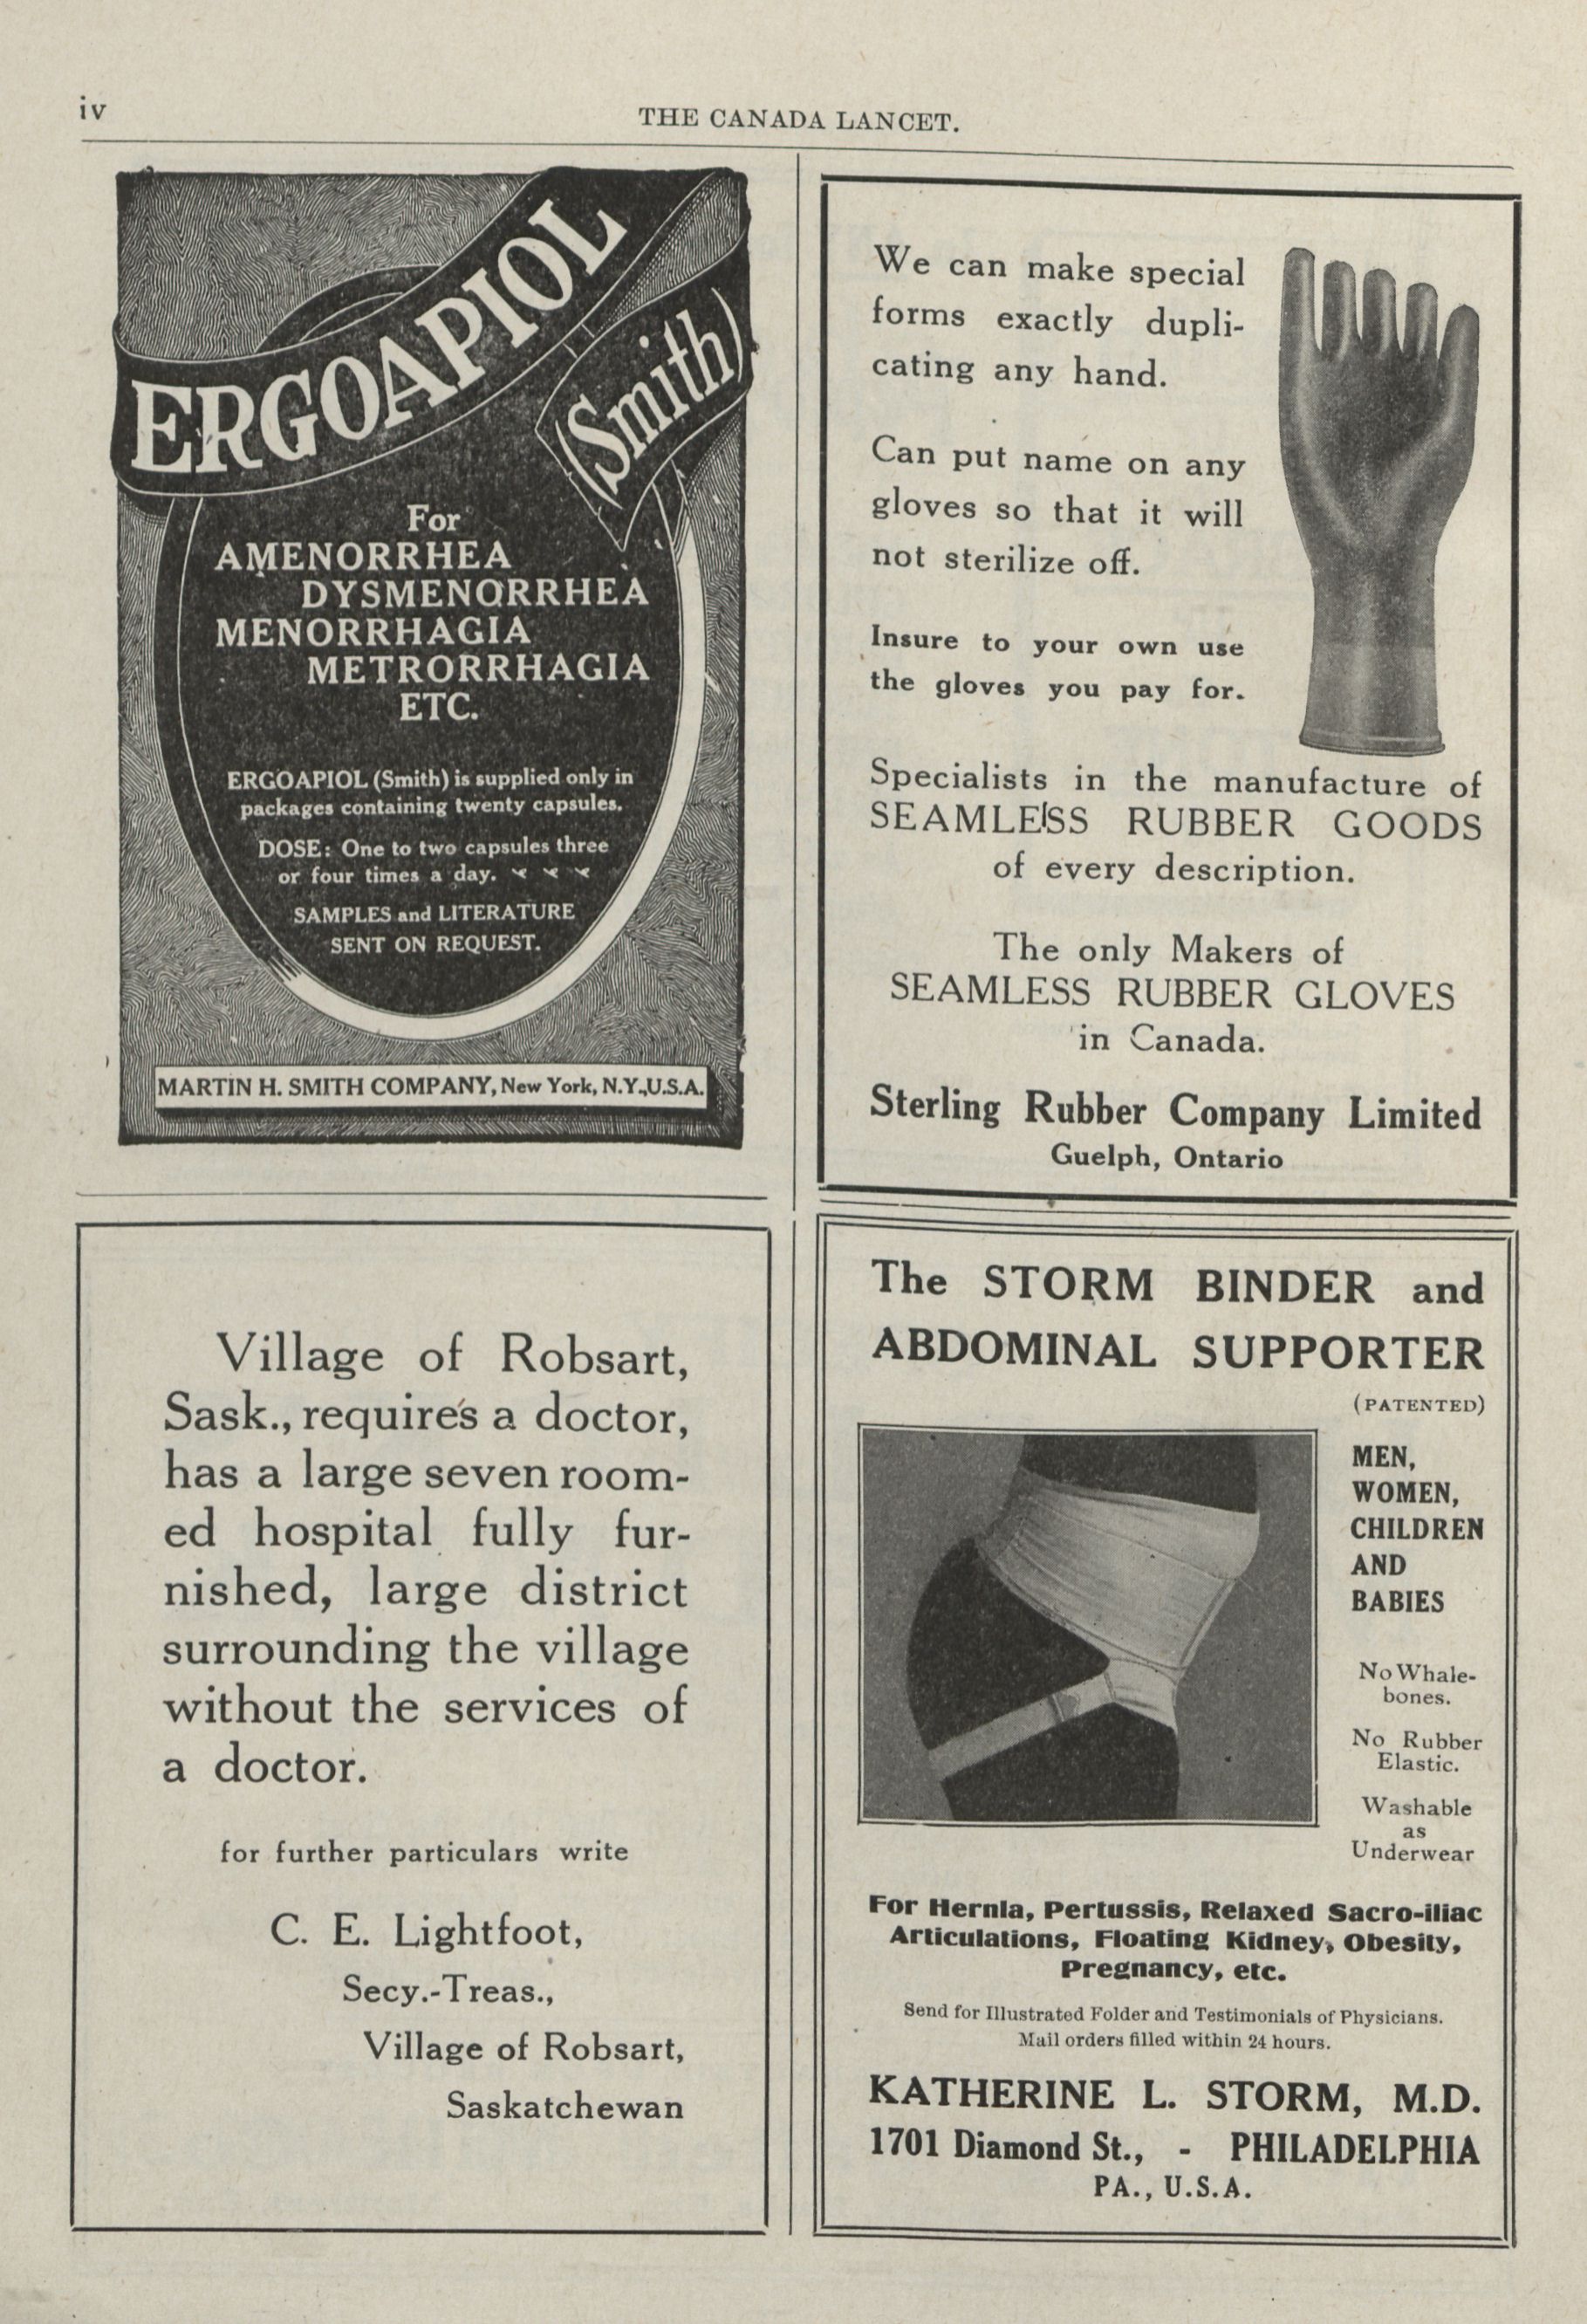 iv
THE CANADA LANCET.
ERGOAPIOL
(Smith)
For
AMENORRHEA
DYSMENORRHEA
MENORRHAGIA
METRORRHAGIA
ETC.
ERGOAPIOL (Smith) is supplied only in
packages containing twenty capsules.
DOSE: One to two capsules three
or four times a day.
SAMPLES and LITERATURE
SENT ON REQUEST.
MARTIN H. SMITH COMPANY, New York, N.Y., U.S.A.
We can make special
forms exactly dupli-
cating any hand.
Can put name on any
gloves so that it will
not sterilize off.
Insure to your own use
the gloves you pay for.
Specialists in the manufacture of
SEAMLESS RUBBER GOODS
of every description.
The only Makers of
SEAMLESS RUBBER GLOVES
in Canada.
Sterling Rubber Company Limited
Guelph, Ontario
Village of Robsart,
Sask., requires a doctor,
has a large seven room-
ed hospital fully fur-
nished, large district
surrounding the village
without the services of
a doctor.
for further particulars write
C. E. Lightfoot,
Secy.-Treas.,
Village of Robsart,
Saskatchewan
The STORM BINDER and
ABDOMINAL SUPPORTER
(PATENTED)
MEN,
WOMEN,
CHILDREN
AND
BABIES
No Whale-
bones.
No Rubber
Elastic.
Washable
as
Underwear
For Hernia, Pertussis, Relaxed Sacro-iliac
Articulations, Floating Kidney, Obesity,
Pregnancy, etc.
Send for Illustrated Folder and Testimonials of Physicians.
Mail orders filled within 24 hours.
KATHERINE L. STORM, M.D.
1701 Diamond St., - PHILADELPHIA
PA., U.S.A.